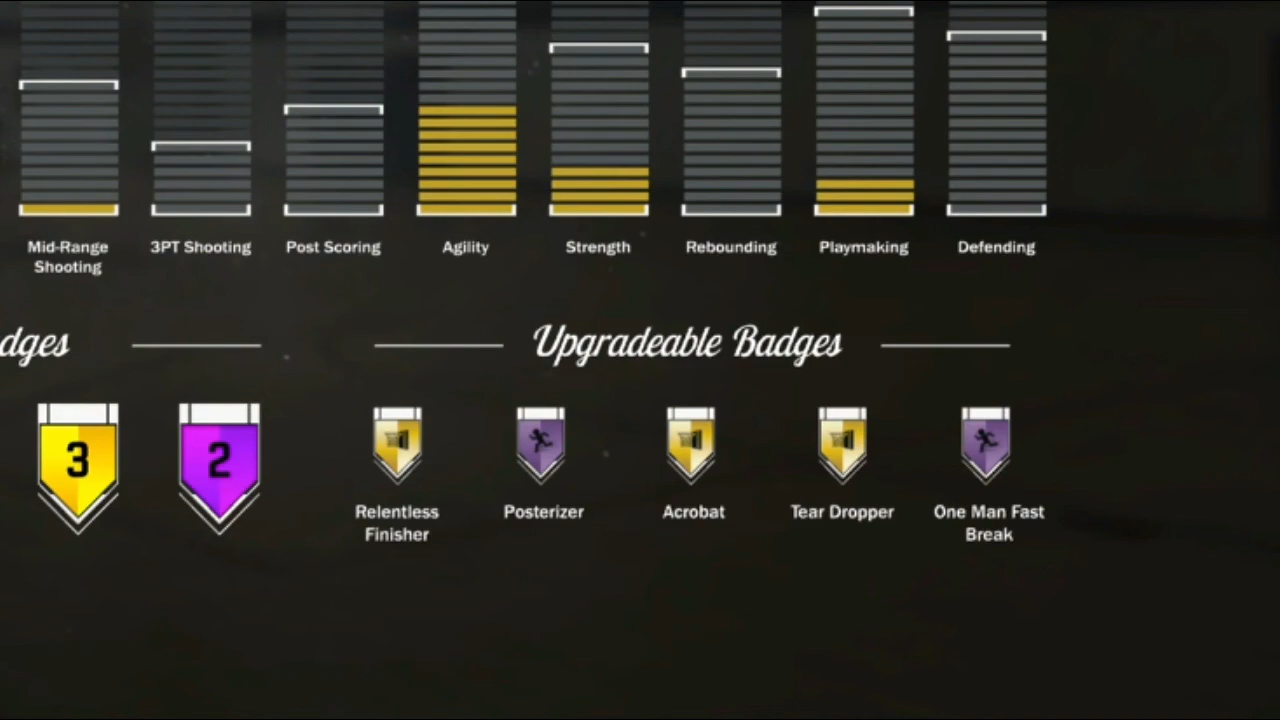 Mid-Range
Shooting
3PT Shooting
Post Scoring
Agility
Strength
Rebounding
Playmaking
Defending
dges
Upgradeable Badges
3
2
Relentless
Finisher
Posterizer
Acrobat
Tear Dropper
One Man Fast
Break